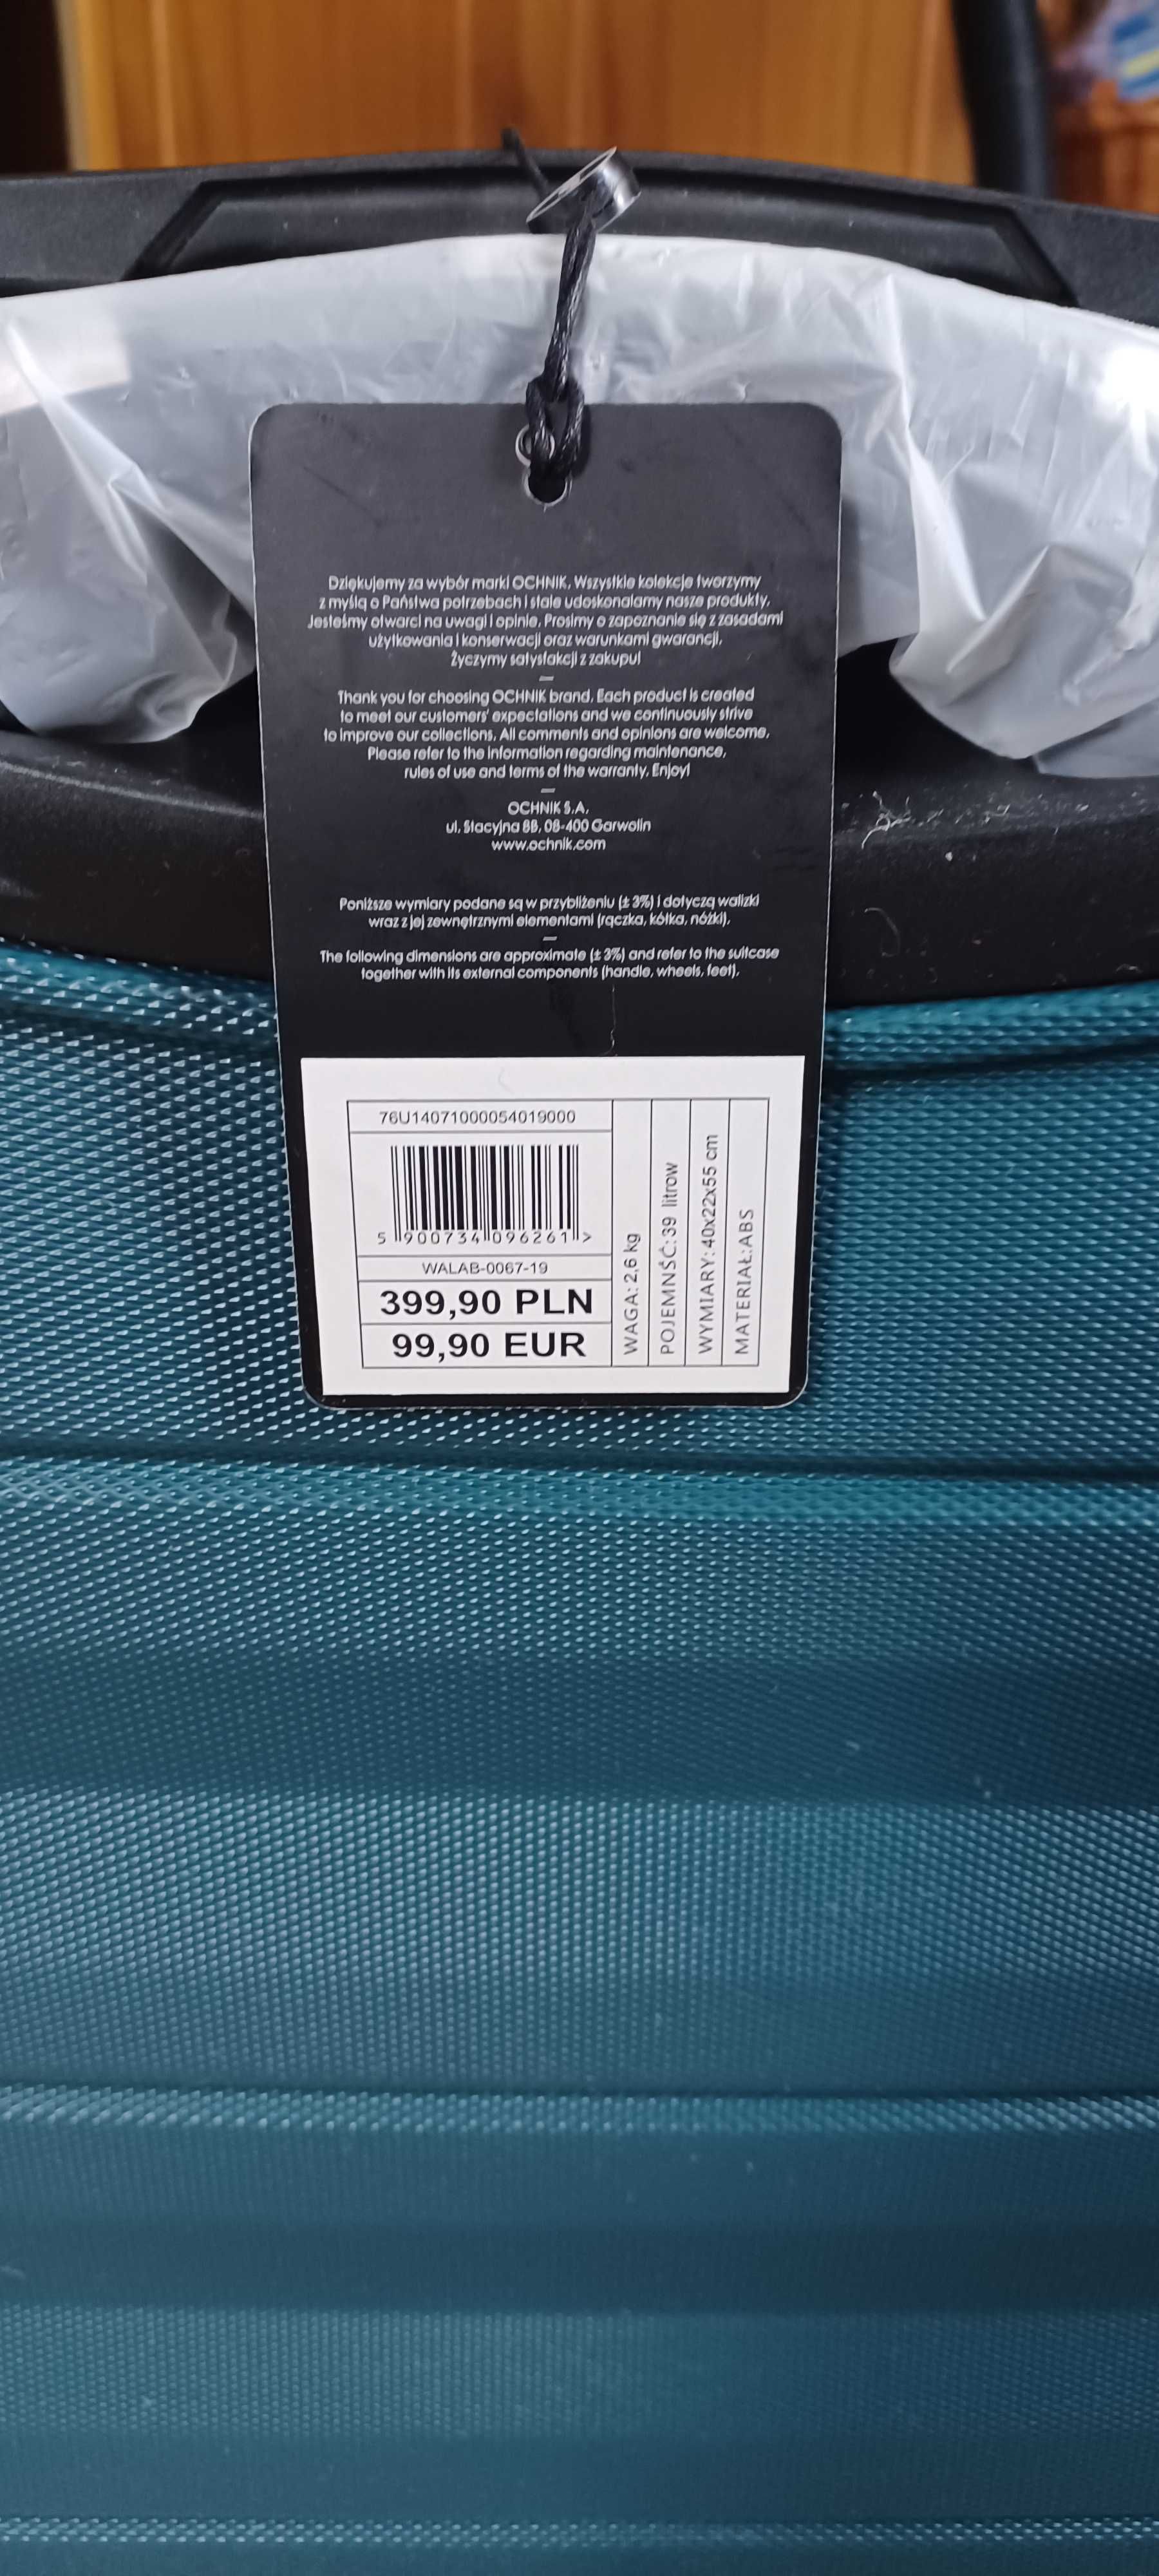 Dziękujemy za wybór marki OCHNIK. Wszystkie kolekcje tworzymy
z myślą o Państwa potrzebach i stale udoskonalamy nasze produkty.
Jesteśmy otwarci na uwagi i opinie. Prosimy o zapoznanie się z zasadami
użytkowania i konserwacji oraz warunkami gwarancji.
Życzymy satysfakcji z zakupu!
—
Thank you for choosing OCHNIK brand. Each product is created
to meet our customers' expectations and we continuously strive
to improve our collections. All comments and opinions are welcome.
Please refer to the information regarding maintenance,
rules of use and terms of the warranty. Enjoy!
—
OCHNIK S.A.
ul. Stacyjna 8B, 08-400 Garwolin
www.ochnik.com
Poniższe wymiary podane są w przybliżeniu (± 3%) i dotyczą walizki
wraz z jej zewnętrznymi elementami (rączka, kółka, nóżki).
—
The following dimensions are approximate (± 3%) and refer to the suitcase
together with its external components (handle, wheels, feet).
76U14071000054019000
5 900734 096261 >
WALAB-0067-19
399,90 PLN
99,90 EUR
WAGA: 2,6 kg
POJEMNŚĆ: 39 litrow
WYMIARY: 40x22x55 cm
MATERIAŁ: ABS